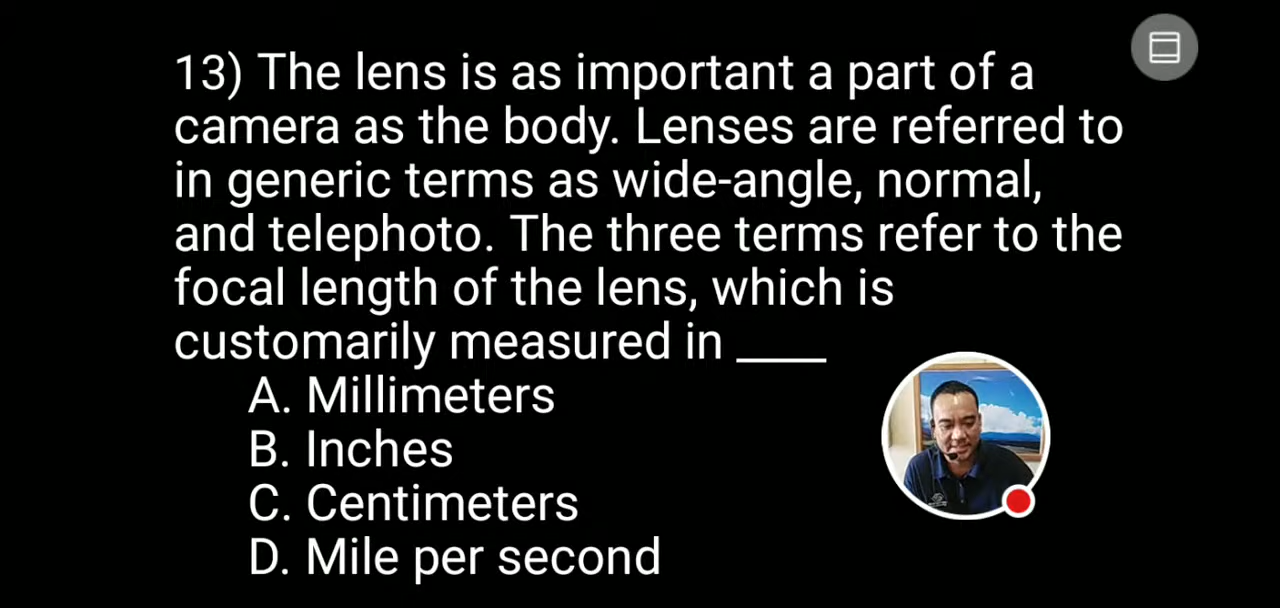 13) The lens is as important a part of a
camera as the body. Lenses are referred to
in generic terms as wide-angle, normal,
and telephoto. The three terms refer to the
focal length of the lens, which is
customarily measured in _____
A. Millimeters
B. Inches
C. Centimeters
D. Mile per second